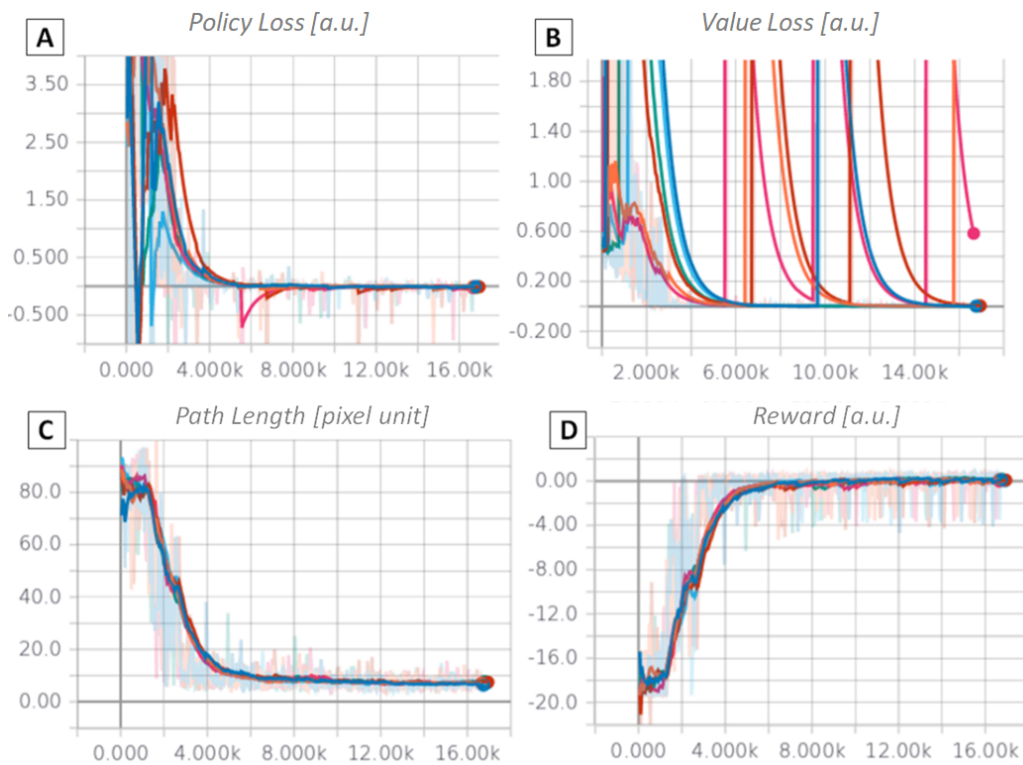 A
Policy Loss [a.u.]
3.50
2.50
1.50
0.500
-0.500
0.000 4.000k 8.000k 12.00k 16.00k
B
Value Loss [a.u.]
1.80
1.40
1.00
0.600
0.200
-0.200
2.000k 6.000k 10.00k 14.00k
C
Path Length [pixel unit]
80.0
60.0
40.0
20.0
0.00
0.000 4.000k 8.000k 12.00k 16.00k
D
Reward [a.u.]
0.00
-4.00
-8.00
-12.0
-16.0
-20.0
0.000 4.000k 8.000k 12.00k 16.00k